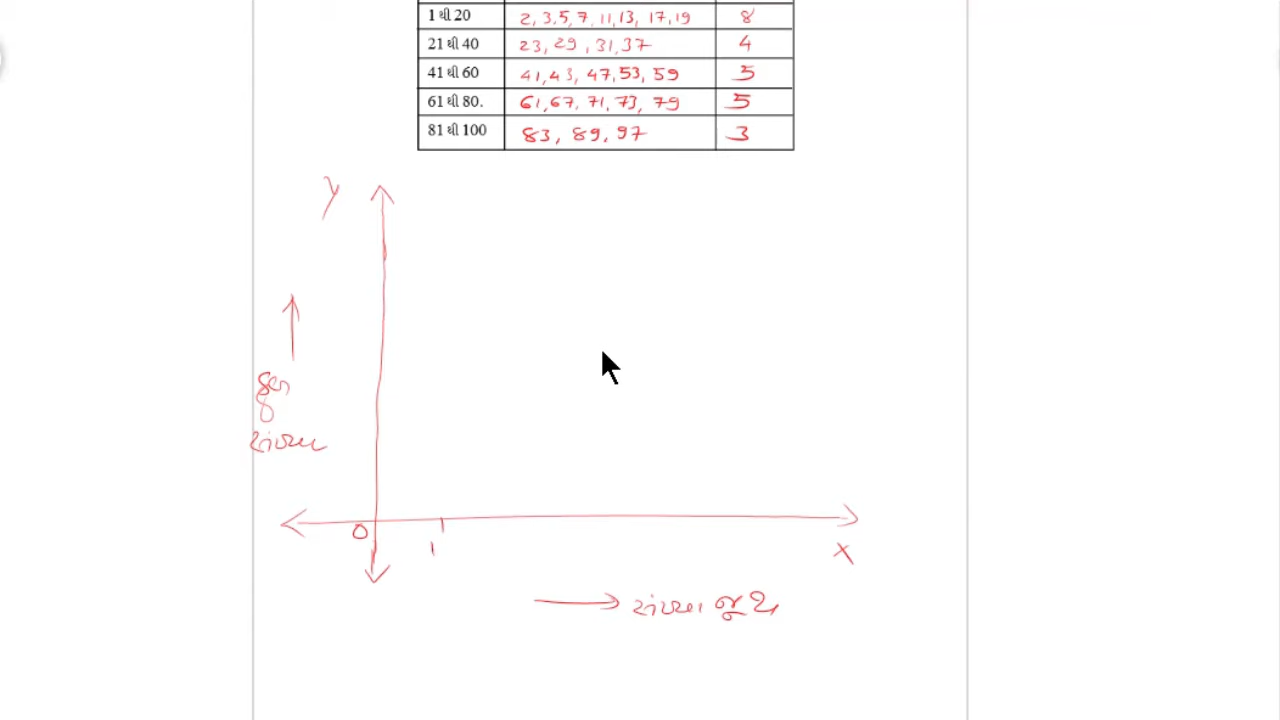 1 થી 20 2, 3, 5, 7, 11, 13, 17, 19 8
21 થી 40 23, 29, 31, 37 4
41 થી 60 41, 43, 47, 53, 59 5
61 થી 80. 61, 67, 71, 73, 79 5
81 થી 100 83, 89, 97 3
y
કુલ
સંખ્યા
0
1
x
સંખ્યા જૂથ